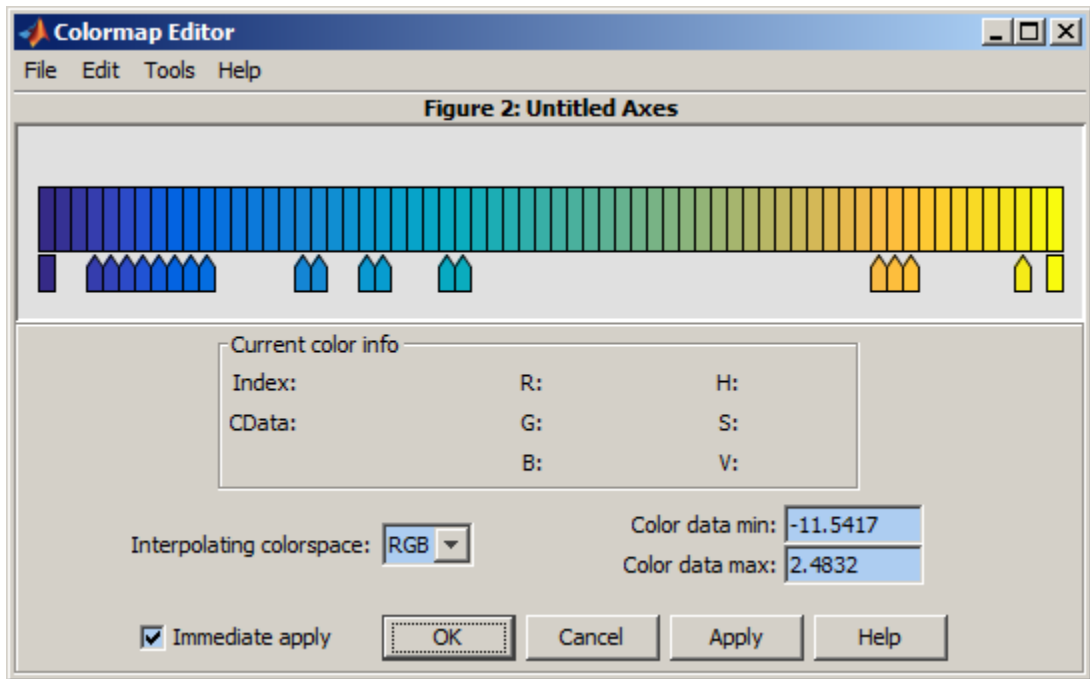 Colormap Editor
File Edit Tools Help
Figure 2: Untitled Axes
Current color info
Index: R: H:
CData: G: S:
B: V:
Interpolating colorspace: RGB
Color data min: -11.5417
Color data max: 2.4832
Immediate apply OK Cancel Apply Help